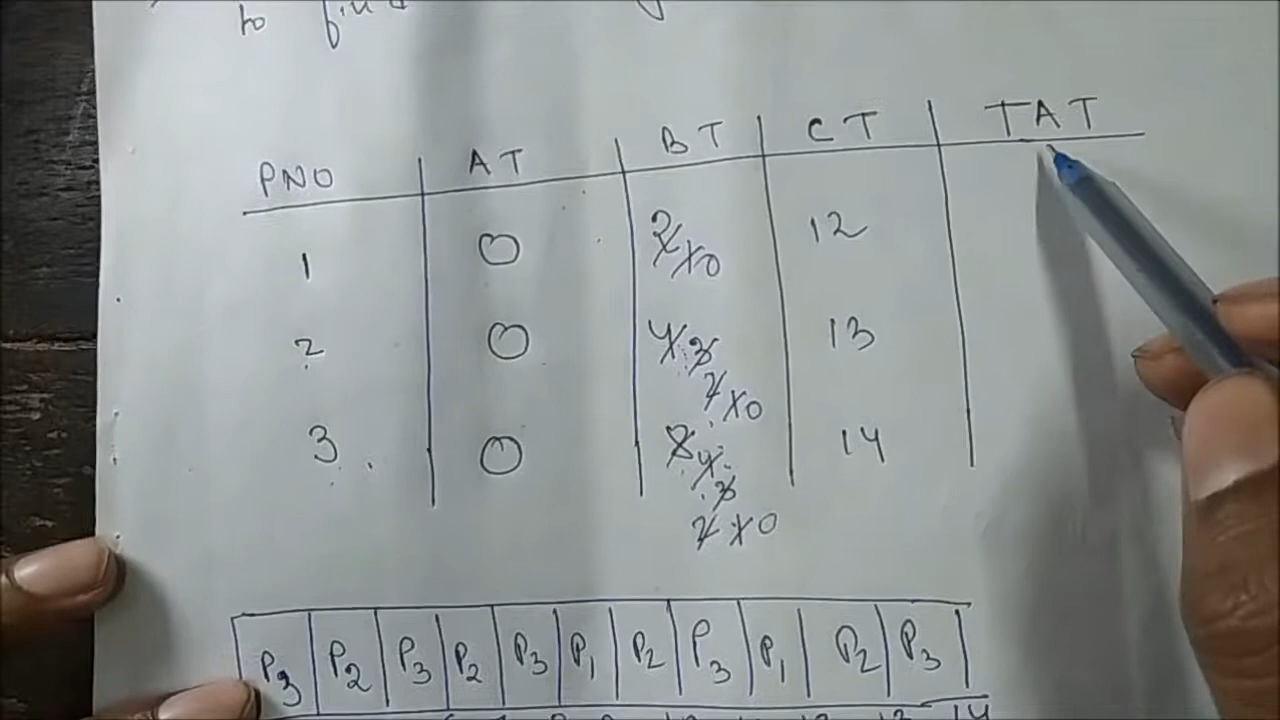 to find
PNO AT BT CT TAT
1 0 2 1 0 12
2 0 4 3 2 1 0 13
3 0 8 4 3 2 1 0 14
P3 P2 P3 P2 P3 P1 P2 P3 P1 P2 P3
14